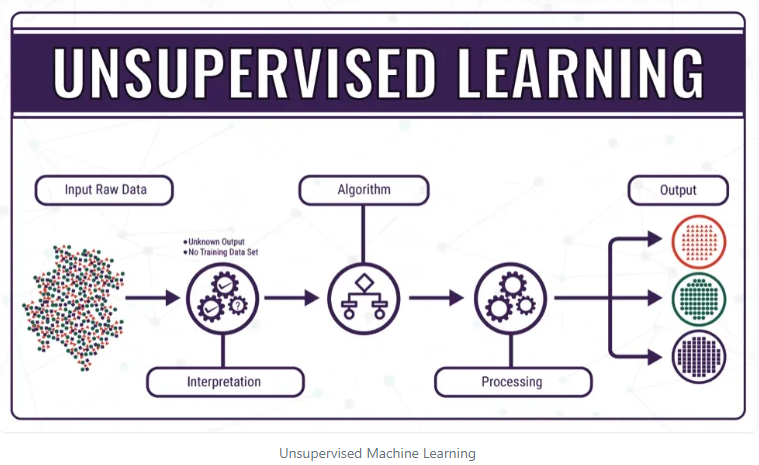 UNSUPERVISED LEARNING
Input Raw Data
Algorithm
Output
●Unknown Output
●No Training Data Set
?
Interpretation
Processing
Unsupervised Machine Learning